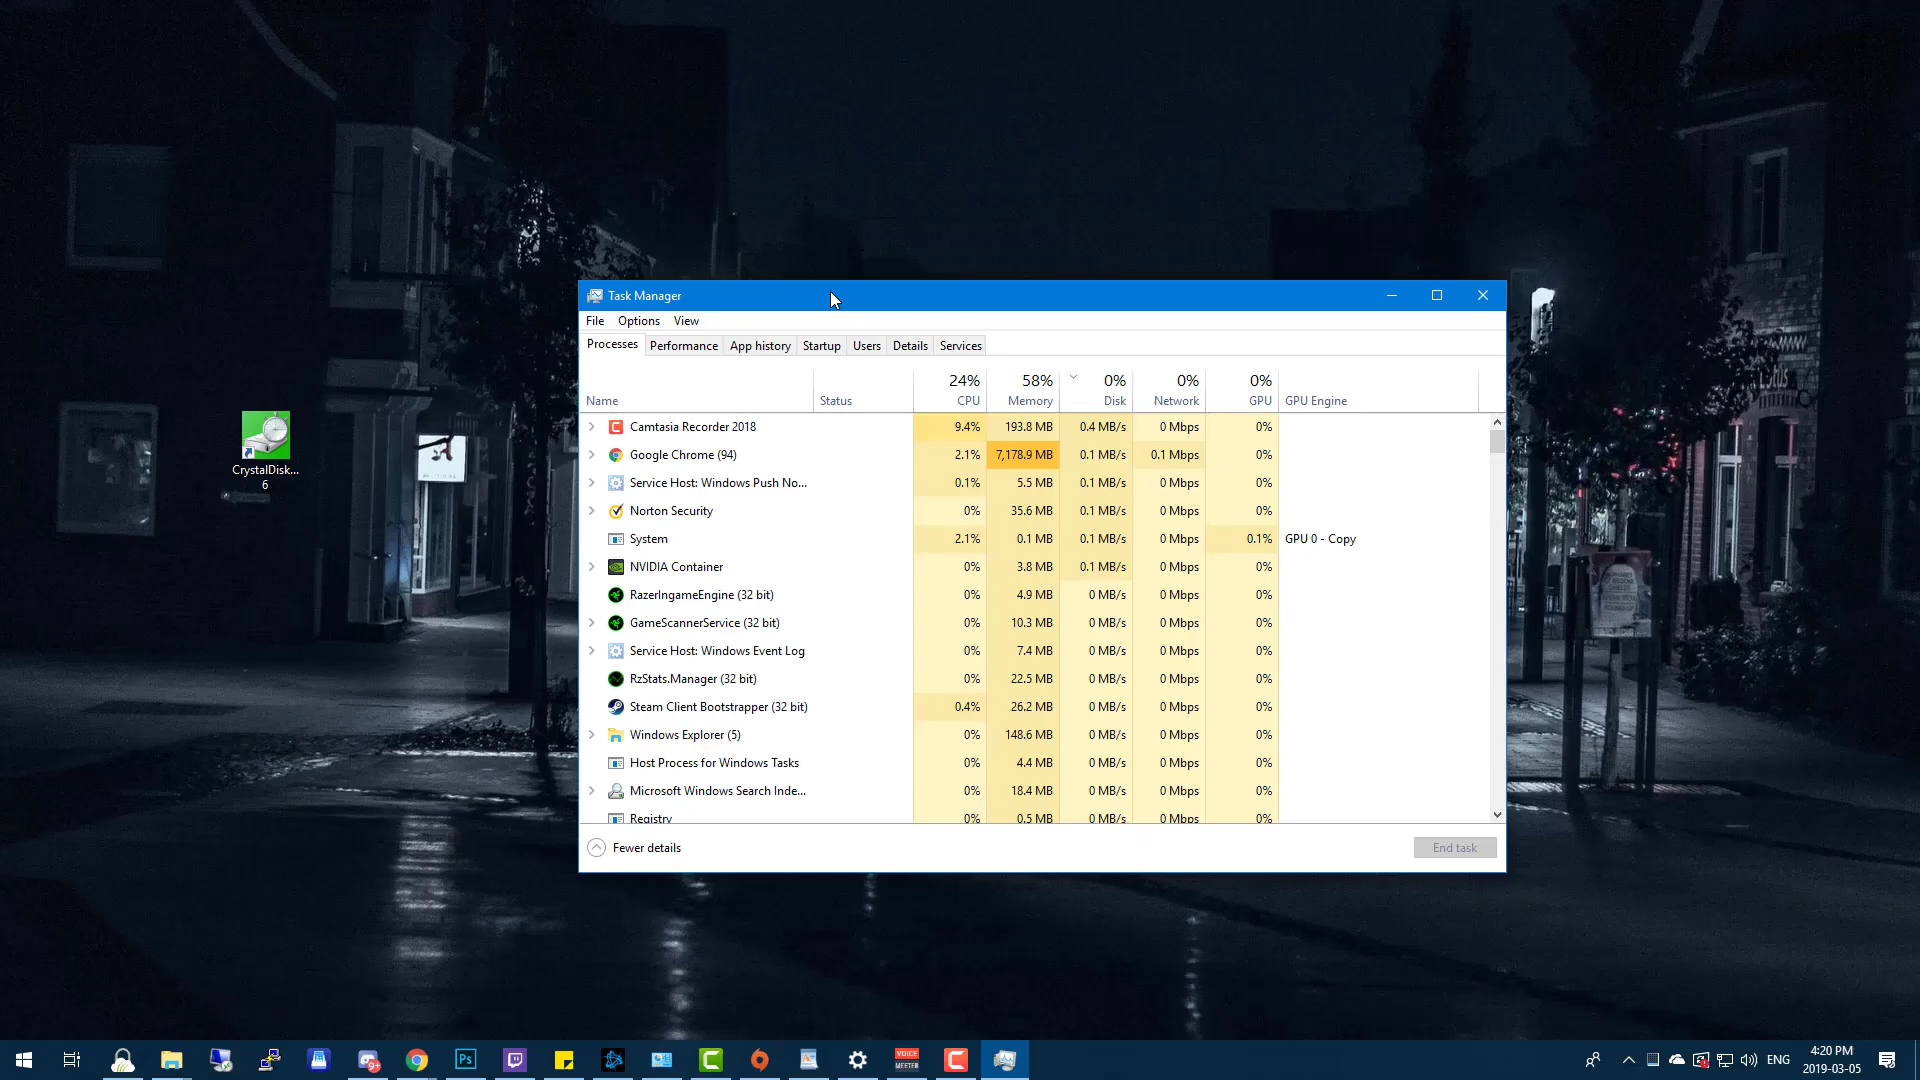 Task Manager
File Options View
Processes Performance App history Startup Users Details Services
24% 58% 0% 0% 0%
Name Status CPU Memory Disk Network GPU GPU Engine
Camtasia Recorder 2018 9.4% 193.8 MB 0.4 MB/s 0 Mbps 0%
Google Chrome (94) 2.1% 7,178.9 MB 0.1 MB/s 0.1 Mbps 0%
Service Host: Windows Push No... 0.1% 5.5 MB 0.1 MB/s 0 Mbps 0%
Norton Security 0% 35.6 MB 0.1 MB/s 0 Mbps 0%
System 2.1% 0.1 MB 0.1 MB/s 0 Mbps 0.1% GPU 0 - Copy
NVIDIA Container 0% 3.8 MB 0.1 MB/s 0 Mbps 0%
RazerIngameEngine (32 bit) 0% 4.9 MB 0 MB/s 0 Mbps 0%
GameScannerService (32 bit) 0% 10.3 MB 0 MB/s 0 Mbps 0%
Service Host: Windows Event Log 0% 7.4 MB 0 MB/s 0 Mbps 0%
RzStats.Manager (32 bit) 0% 22.5 MB 0 MB/s 0 Mbps 0%
Steam Client Bootstrapper (32 bit) 0.4% 26.2 MB 0 MB/s 0 Mbps 0%
Windows Explorer (5) 0% 148.6 MB 0 MB/s 0 Mbps 0%
Host Process for Windows Tasks 0% 4.4 MB 0 MB/s 0 Mbps 0%
Microsoft Windows Search Inde... 0% 18.4 MB 0 MB/s 0 Mbps 0%
Registry 0% 0.5 MB 0 MB/s 0 Mbps 0%
Fewer details End task
CrystalDisk...
6
9+
Ps
VOICE
MEETER
ENG
4:20 PM
2019-03-05